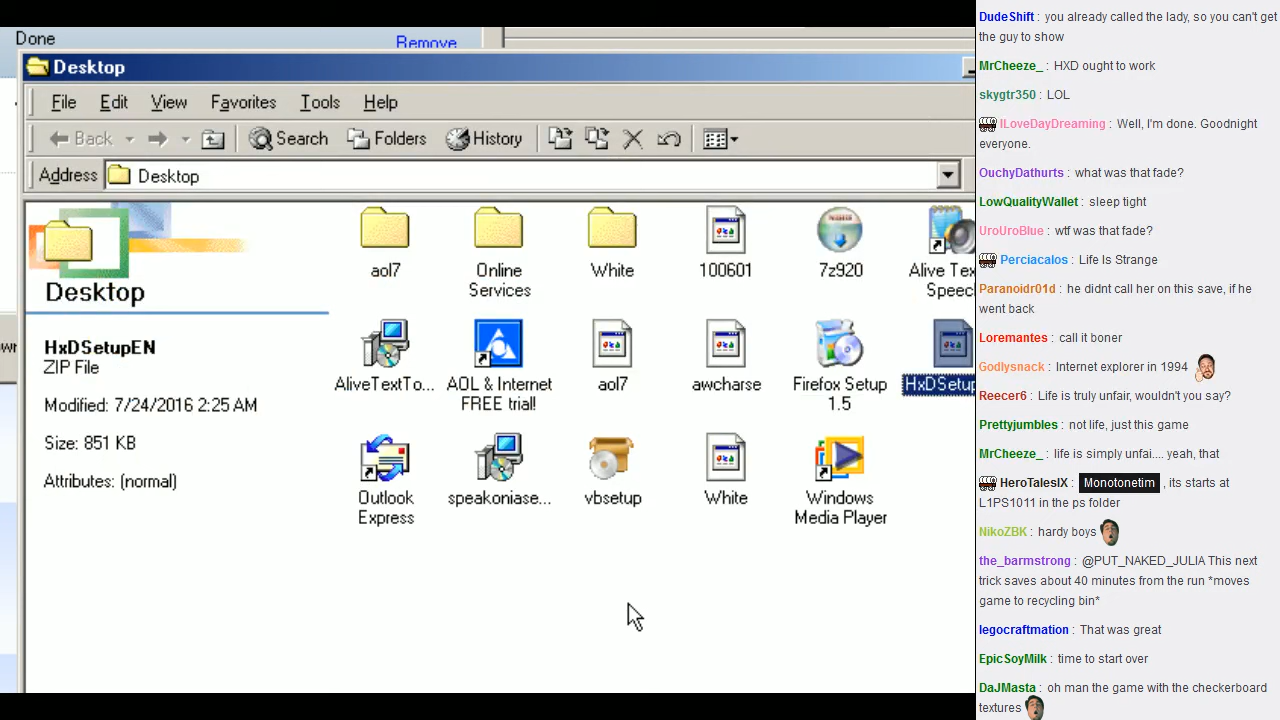 Done
Remove
Desktop
File Edit View Favorites Tools Help
Back Search Folders History
Address Desktop
Desktop
HxDSetupEN
ZIP File
Modified: 7/24/2016 2:25 AM
Size: 851 KB
Attributes: (normal)
aol7
Online
Services
White
100601
7z920
Alive Tex
Speec
AliveTextTo...
AOL & Internet
FREE trial!
aol7
awcharse
Firefox Setup
1.5
HxDSetup
Outlook
Express
speakoniase...
vbsetup
White
Windows
Media Player
DudeShift : you already called the lady, so you can't get
the guy to show
MrCheeze_ : HXD ought to work
skygtr350 : LOL
ILoveDayDreaming : Well, I'm done. Goodnight
everyone.
OuchyDathurts : what was that fade?
LowQualityWallet : sleep tight
UroUroBlue : wtf was that fade?
Perciacalos : Life Is Strange
Paranoidr01d : he didnt call her on this save, if he
went back
Loremantes : call it boner
Godlysnack : Internet explorer in 1994
Reecer6 : Life is truly unfair, wouldn't you say?
Prettyjumbles : not life, just this game
MrCheeze_ : life is simply unfai.... yeah, that
HeroTalesIX : Monotonetim , its starts at
L1PS1011 in the ps folder
NikoZBK : hardy boys
the_barmstrong : @PUT_NAKED_JULIA This next
trick saves about 40 minutes from the run *moves
game to recycling bin*
legocraftmation : That was great
EpicSoyMilk : time to start over
DaJMasta : oh man the game with the checkerboard
textures